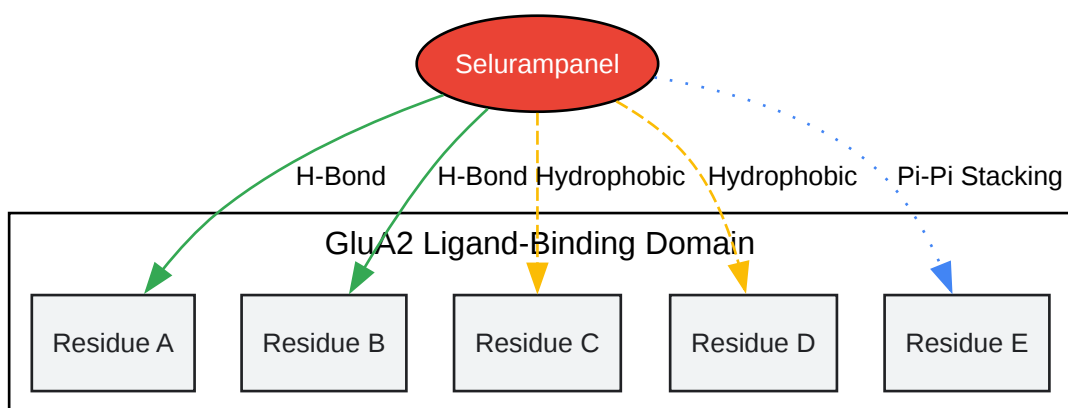 Selurampanel
H-Bond
H-Bond
Hydrophobic
Hydrophobic
Pi-Pi Stacking
GluA2 Ligand-Binding Domain
Residue A
Residue B
Residue C
Residue D
Residue E